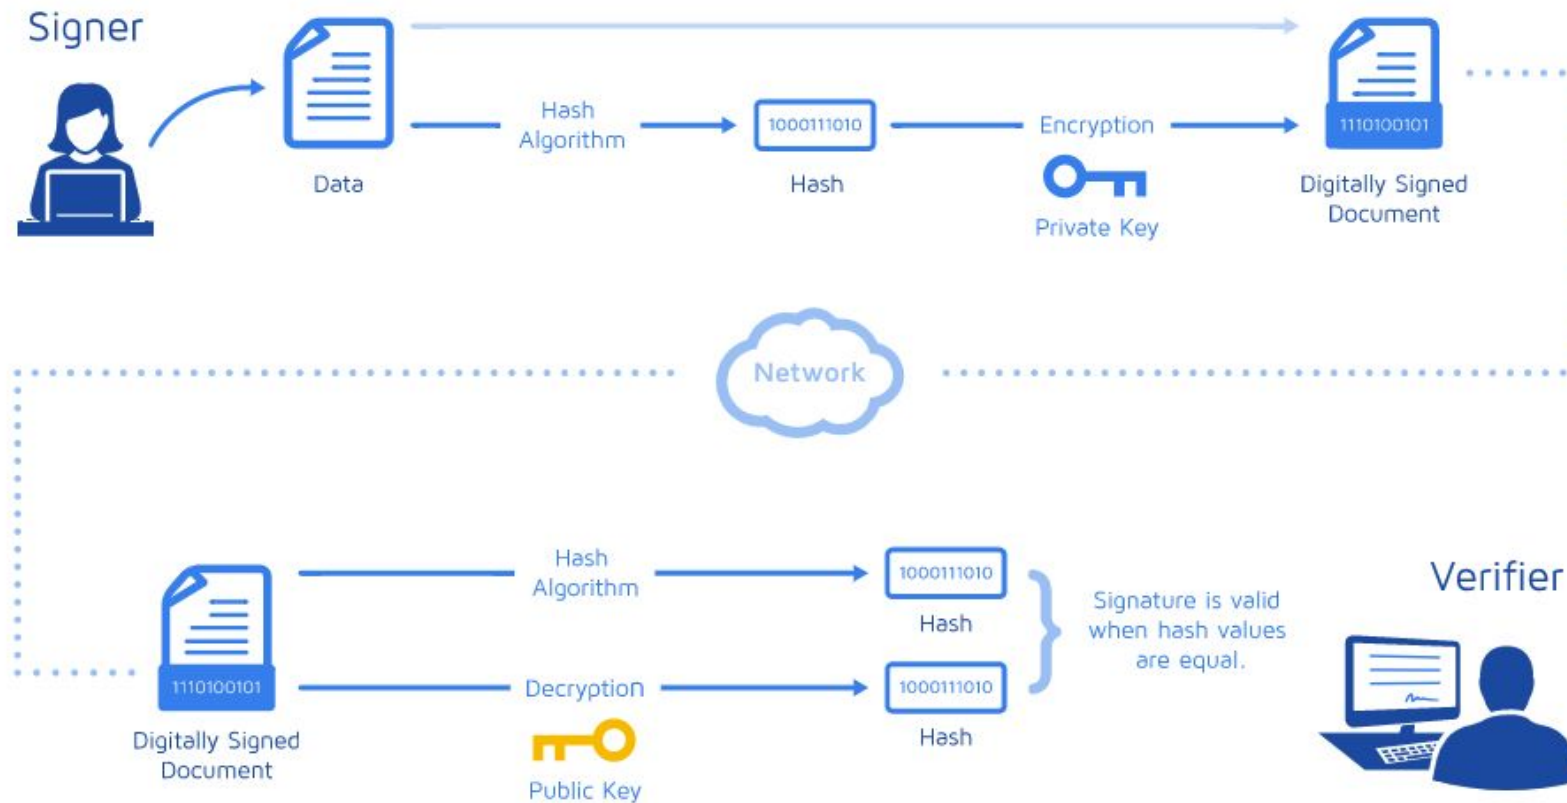 Signer
Hash
Algorithm
1000111010
Encryption
1110100101
Data
Hash
Private Key
Digitally Signed
Document
Network
Hash
Algorithm
1000111010
Hash
Signature is valid
when hash values
are equal.
Verifier
1110100101
Decryption
1000111010
Hash
Digitally Signed
Document
Public Key